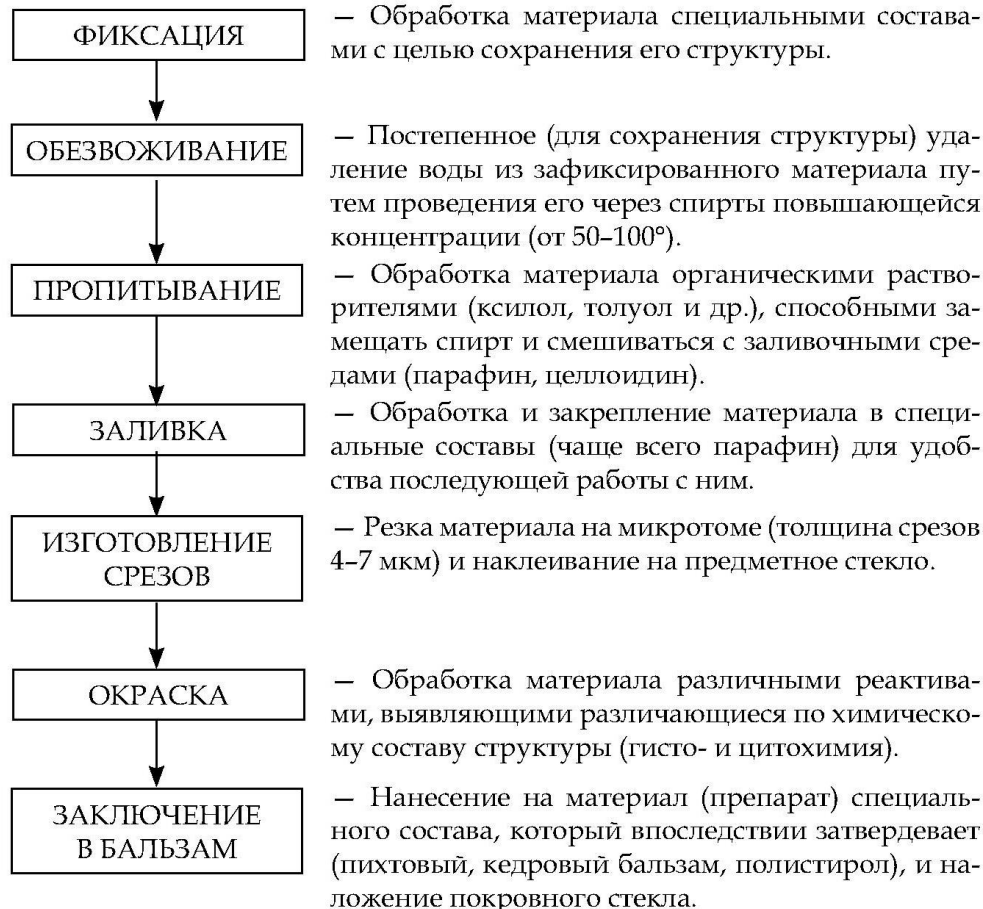 ФИКСАЦИЯ
— Обработка материала специальными состава-
ми с целью сохранения его структуры.
ОБЕЗВОЖИВАНИЕ
— Постепенное (для сохранения структуры) уда-
ление воды из зафиксированного материала пу-
тем проведения его через спирты повышающейся
концентрации (от 50–100°).
ПРОПИТЫВАНИЕ
— Обработка материала органическими раство-
рителями (ксилол, толуол и др.), способными за-
мещать спирт и смешиваться с заливочными сре-
дами (парафин, целлоидин).
ЗАЛИВКА
— Обработка и закрепление материала в специ-
альные составы (чаще всего парафин) для удоб-
ства последующей работы с ним.
ИЗГОТОВЛЕНИЕ
СРЕЗОВ
— Резка материала на микротоме (толщина срезов
4–7 мкм) и наклеивание на предметное стекло.
ОКРАСКА
— Обработка материала различными реактива-
ми, выявляющими различающиеся по химическо-
му составу структуры (гисто- и цитохимия).
ЗАКЛЮЧЕНИЕ
В БАЛЬЗАМ
— Нанесение на материал (препарат) специаль-
ного состава, который впоследствии затвердевает
(пихтовый, кедровый бальзам, полистирол), и на-
ложение покровного стекла.